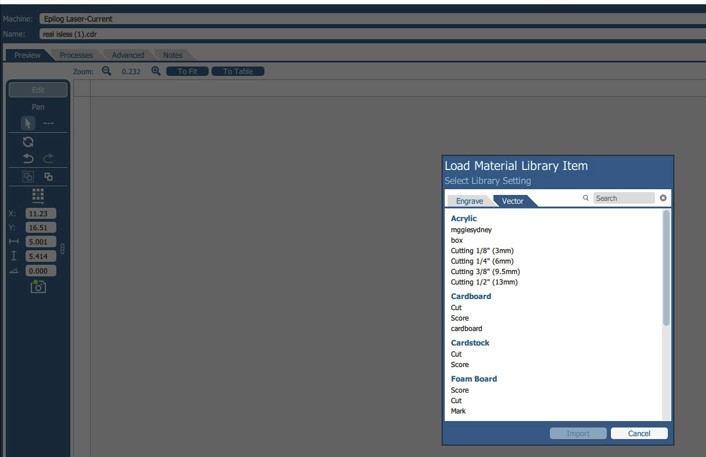 Machine: Epilog Laser-Current
Name: real isless (1).cdr
Preview Processes Advanced Notes
Zoom: 0.232 To Fit To Table
Edit
Pan
X: 11.23
Y: 16.51
5.001
5.414
0.000
Load Material Library Item
Select Library Setting
Engrave Vector Search
Acrylic
mggiesydney
box
Cutting 1/8" (3mm)
Cutting 1/4" (6mm)
Cutting 3/8" (9.5mm)
Cutting 1/2" (13mm)
Cardboard
Cut
Score
cardboard
Cardstock
Cut
Score
Foam Board
Score
Cut
Mark
Import Cancel